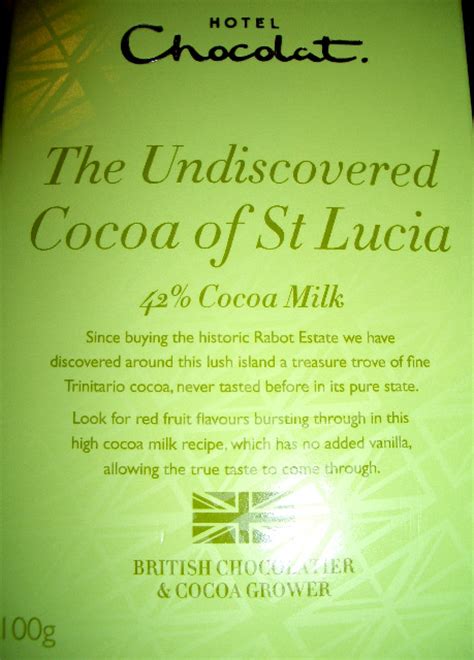 HOTEL
Chocolat.
The Undiscovered
Cocoa of St Lucia
42% Cocoa Milk
Since buying the historic Rabot Estate we have
discovered around this lush island a treasure trove of fine
Trinitario cocoa, never tasted before in its pure state.
Look for red fruit flavours bursting through in this
high cocoa milk recipe, which has no added vanilla,
allowing the true taste to come through.
BRITISH CHOCOLATIER
& COCOA GROWER
100g